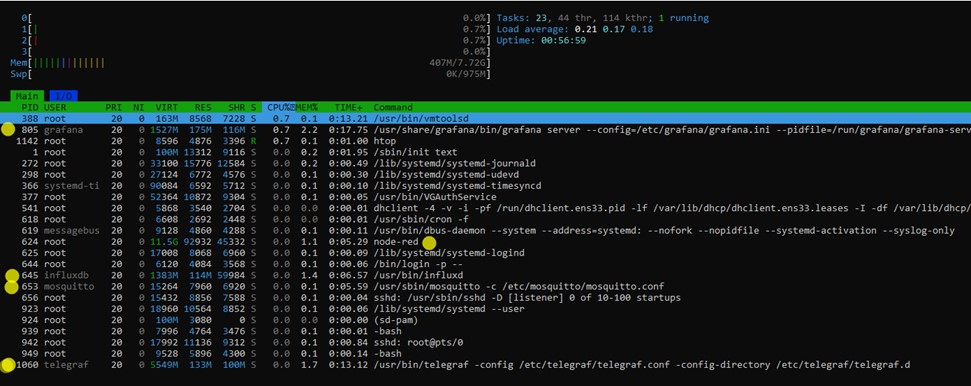 0[ 0.0%] Tasks: 23, 44 thr, 114 kthr; 1 running
1[| 0.7%] Load average: 0.21 0.17 0.18
2[| 0.7%] Uptime: 00:56:59
3[ 0.0%]
Mem[|||||||||||||||| 407M/7.72G]
Swp[ 0K/975M]
Main I/O
PID USER PRI NI VIRT RES SHR S CPU% MEM% TIME+ Command
388 root 20 0 163M 8568 7228 S 0.7 0.1 0:13.21 /usr/bin/vmtoolsd
805 grafana 20 0 1527M 175M 116M S 0.7 2.2 0:17.75 /usr/share/grafana/bin/grafana server --config=/etc/grafana/grafana.ini --pidfile=/run/grafana/grafana-serv
1142 root 20 0 8596 4876 3396 R 0.7 0.1 0:01.00 htop
1 root 20 0 100M 13312 9116 S 0.0 0.2 0:01.95 /sbin/init text
272 root 20 0 33100 15776 12584 S 0.0 0.2 0:00.49 /lib/systemd/systemd-journald
298 root 20 0 27124 6772 4576 S 0.0 0.1 0:00.30 /lib/systemd/systemd-udevd
366 systemd-ti 20 0 90084 6592 5712 S 0.0 0.1 0:00.10 /lib/systemd/systemd-timesyncd
377 root 20 0 52364 10872 9304 S 0.0 0.1 0:00.05 /usr/bin/VGAuthService
541 root 20 0 5868 3540 2704 S 0.0 0.0 0:00.01 dhclient -4 -v -i -pf /run/dhclient.ens33.pid -lf /var/lib/dhcp/dhclient.ens33.leases -I -df /var/lib/dhcp/dh
618 root 20 0 6608 2692 2448 S 0.0 0.0 0:00.01 /usr/sbin/cron -f
619 messagebus 20 0 9128 4860 4288 S 0.0 0.1 0:00.11 /usr/bin/dbus-daemon --system --address=systemd: --nofork --nopidfile --systemd-activation --syslog-only
624 root 20 0 11.5G 92932 45332 S 0.0 1.1 0:05.29 node-red
625 root 20 0 17008 8068 6960 S 0.0 0.1 0:00.09 /lib/systemd/systemd-logind
644 root 20 0 6120 4084 3568 S 0.0 0.1 0:00.06 /bin/login -p --
645 influxdb 20 0 1383M 114M 59984 S 0.0 1.4 0:06.57 /usr/bin/influxd
653 mosquitto 20 0 15264 7960 6920 S 0.0 0.1 0:05.59 /usr/sbin/mosquitto -c /etc/mosquitto/mosquitto.conf
656 root 20 0 15432 8856 7588 S 0.0 0.1 0:00.04 sshd: /usr/sbin/sshd -D [listener] 0 of 10-100 startups
923 root 20 0 18960 10564 8852 S 0.0 0.1 0:00.06 /lib/systemd/systemd --user
924 root 20 0 100M 3080 0 S 0.0 0.0 0:00.00 (sd-pam)
939 root 20 0 7996 4764 3476 S 0.0 0.1 0:00.01 -bash
942 root 20 0 17992 11136 9312 S 0.0 0.1 0:00.84 sshd: root@pts/0
949 root 20 0 9528 5896 4300 S 0.0 0.1 0:00.14 -bash
1060 telegraf 20 0 5549M 133M 100M S 0.0 1.7 0:13.12 /usr/bin/telegraf -config /etc/telegraf/telegraf.conf -config-directory /etc/telegraf/telegraf.d